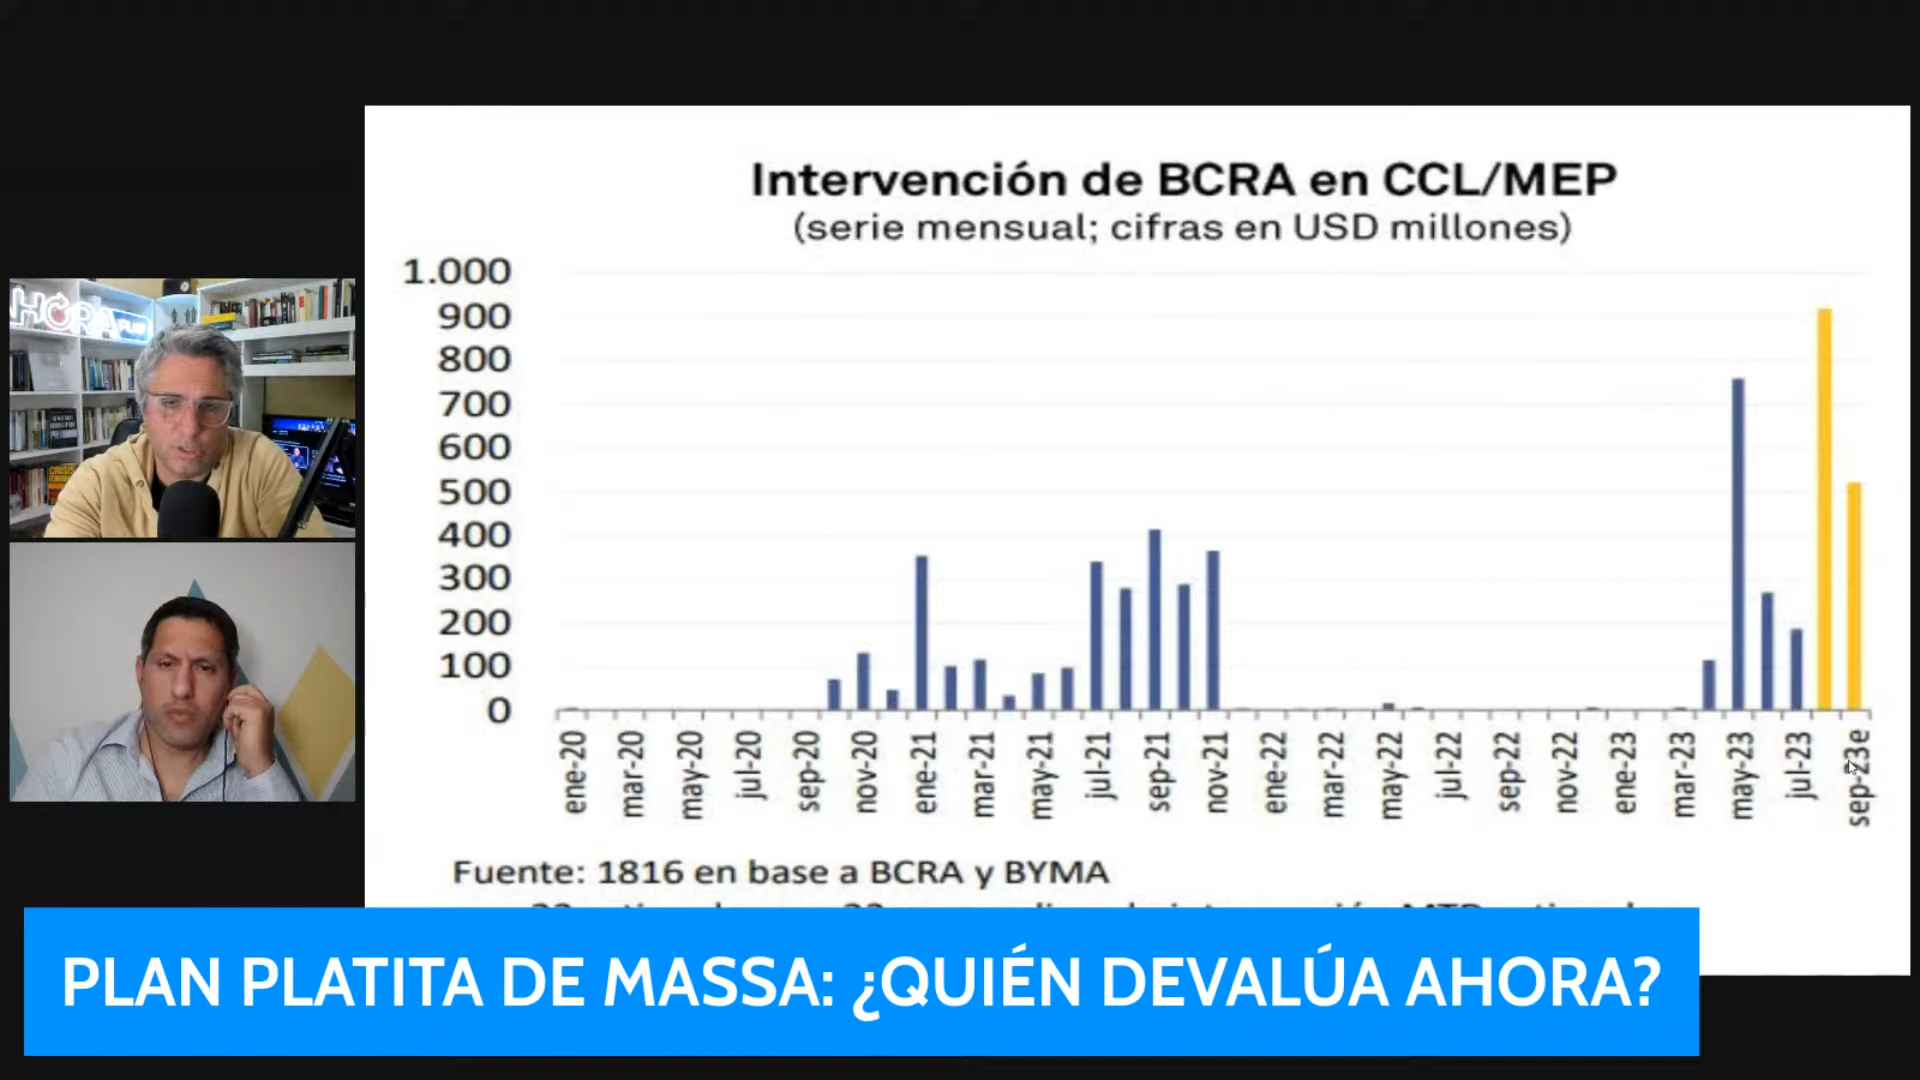 Intervención de BCRA en CCL/MEP
(serie mensual; cifras en USD millones)
1.000
900
800
700
600
500
400
300
200
100
0
ene-20
mar-20
may-20
jul-20
sep-20
nov-20
ene-21
mar-21
may-21
jul-21
sep-21
nov-21
ene-22
mar-22
may-22
jul-22
sep-22
nov-22
ene-23
mar-23
may-23
jul-23
sep-23e
Fuente: 1816 en base a BCRA y BYMA
PLAN PLATITA DE MASSA: ¿QUIÉN DEVALÚA AHORA?
HORA
PLAY
CRISIS